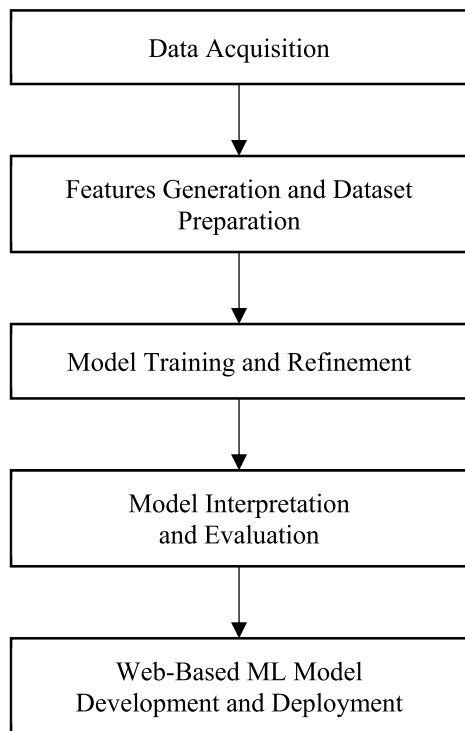 Data Acquisition
Features Generation and Dataset
Preparation
Model Training and Refinement
Model Interpretation
and Evaluation
Web-Based ML Model
Development and Deployment